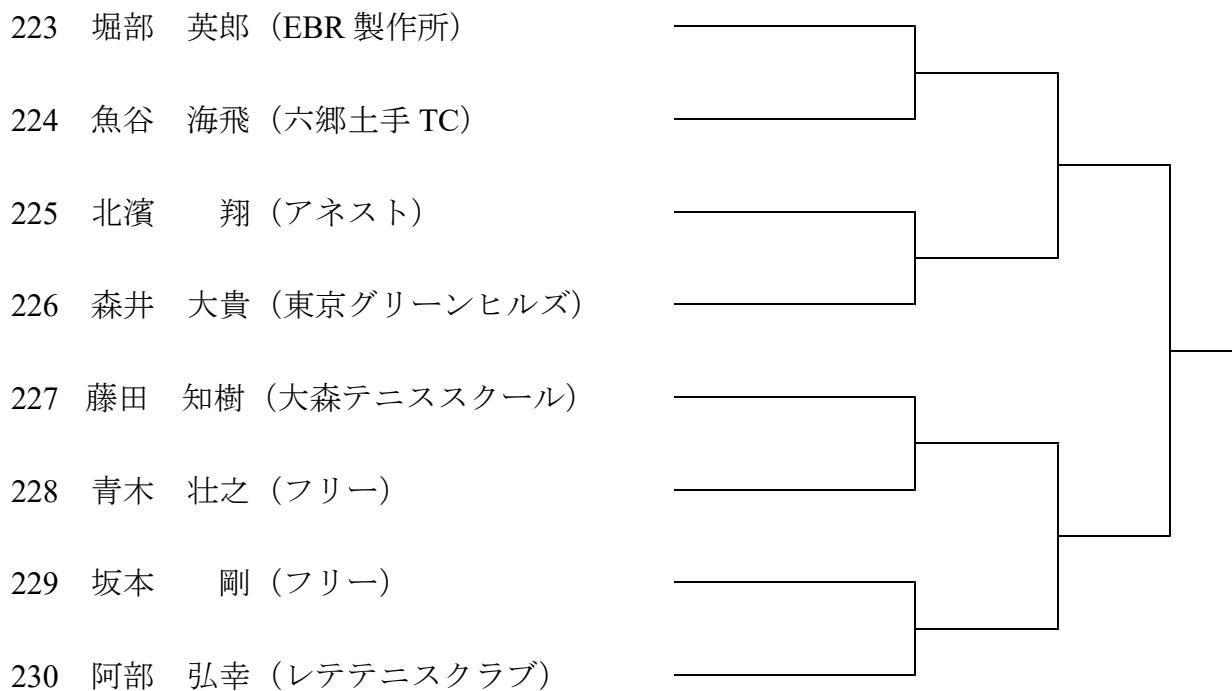 223 堀部 英郎（EBR 製作所）
224 魚谷 海飛（六郷土手 TC）
225 北濱 翔（アネスト）
226 森井 大貴（東京グリーンヒルズ）
227 藤田 知樹（大森テニススクール）
228 青木 壮之（フリー）
229 坂本 剛（フリー）
230 阿部 弘幸（レテテニスクラブ）